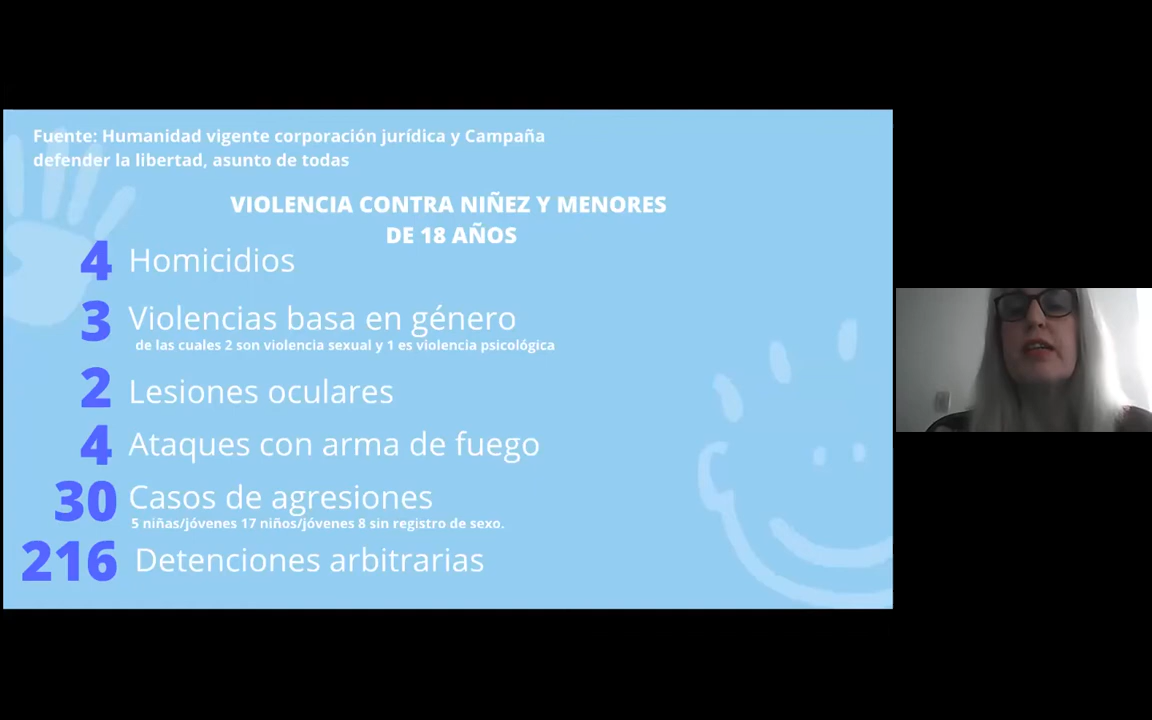 Fuente: Humanidad vigente corporación jurídica y Campaña
defender la libertad, asunto de todas
VIOLENCIA CONTRA NIÑEZ Y MENORES
DE 18 AÑOS
4 Homicidios
3 Violencias basa en género
de las cuales 2 son violencia sexual y 1 es violencia psicológica
2 Lesiones oculares
4 Ataques con arma de fuego
30 Casos de agresiones
5 niñas/jóvenes 17 niños/jóvenes 8 sin registro de sexo.
216 Detenciones arbitrarias